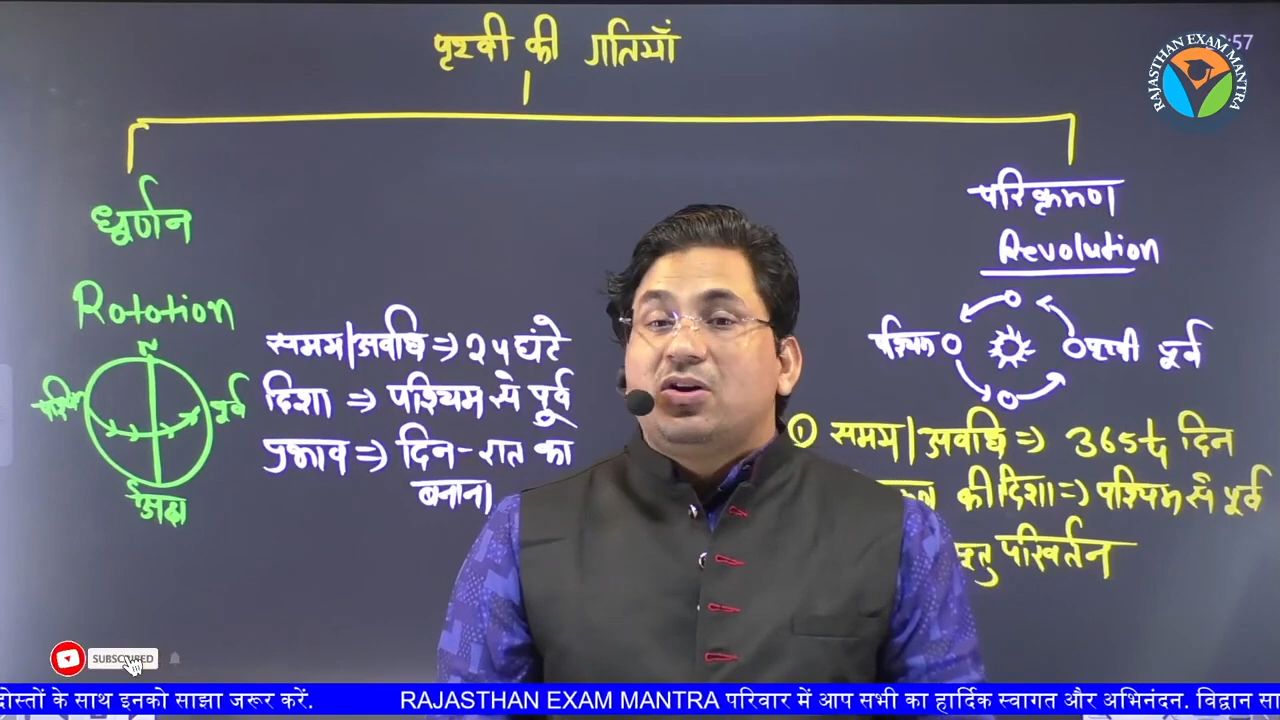 पृथ्वी की गतियाँ
घूर्णन
Rotation
N
पश्चिम
पूर्व
अक्ष
समय/अवधि ⇒ 24 घंटे
दिशा ⇒ पश्चिम से पूर्व
प्रभाव ⇒ दिन-रात का
बनाना
परिक्रमण
Revolution
पश्चिम
पृथ्वी पूर्व
① समय/अवधि ⇒ 365¼ दिन
की दिशा ⇒ पश्चिम से पूर्व
परिवर्तन
:57
RAJASTHAN EXAM MANTRA
SUBSCRIBED
दोस्तों के साथ इनको साझा जरूर करें. RAJASTHAN EXAM MANTRA परिवार में आप सभी का हार्दिक स्वागत और अभिनंदन. विद्वान सा